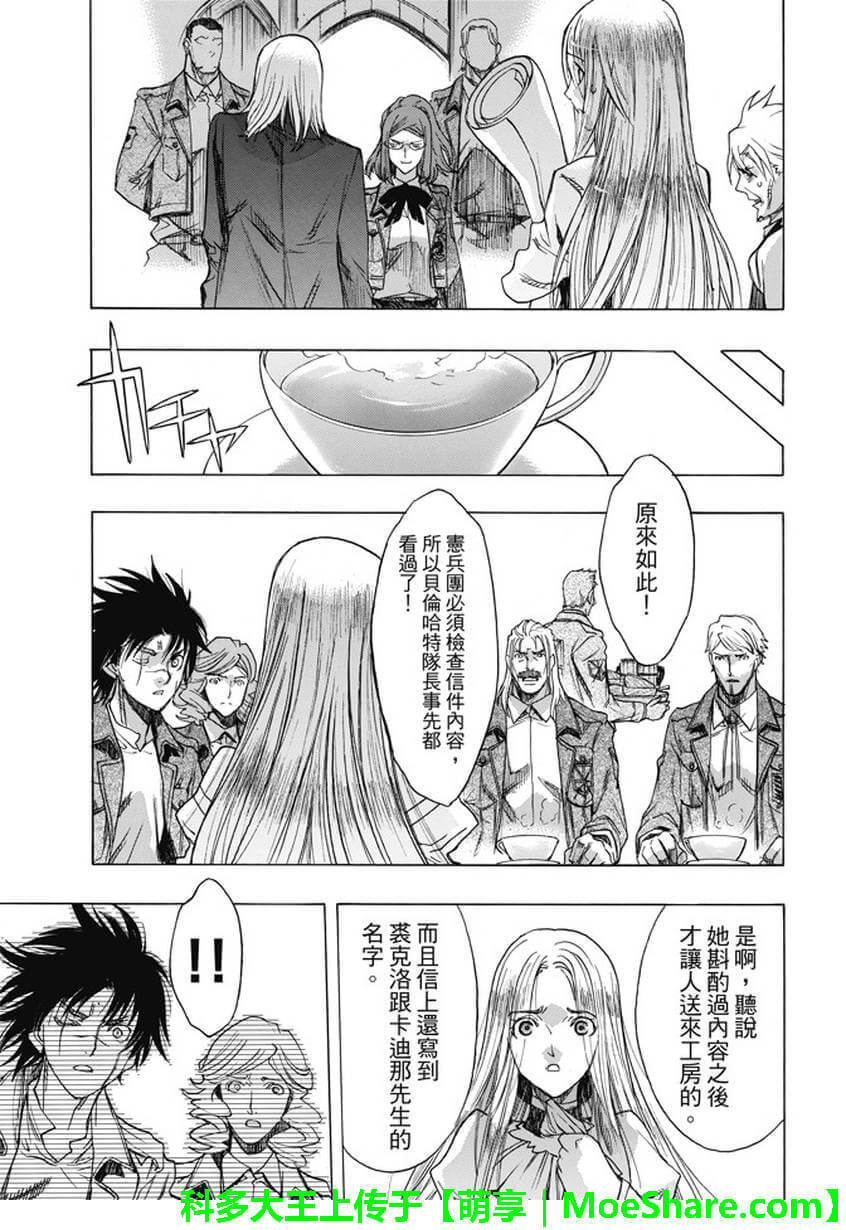 ガチャ
原來如此！
憲兵團必須檢查信件內容，
所以貝倫哈特隊長事先都
看過了！
是啊，聽說
她斟酌過內容之後
才讓人送來工房的。
而且信上還寫到
裘克洛跟卡迪那先生的
名字。
!!
科多大王上传于【萌享｜MoeShare.com】